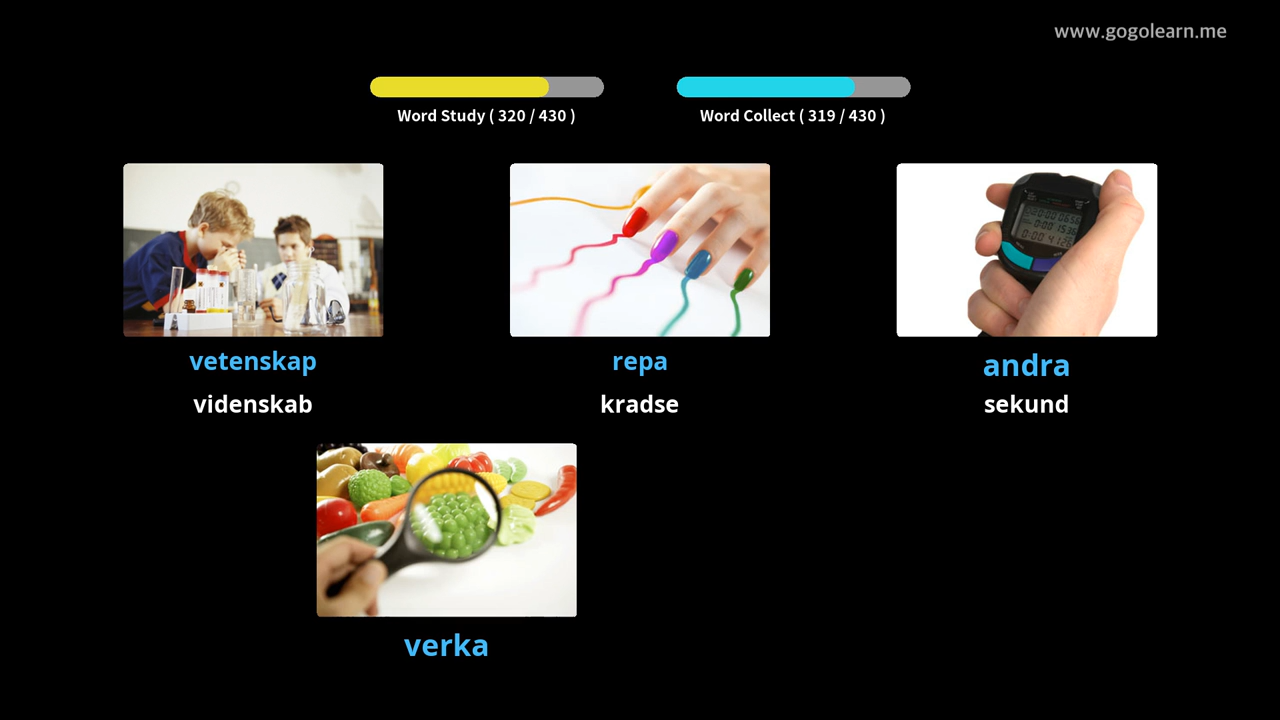 www.gogolearn.me
Word Study ( 320 / 430 )
Word Collect ( 319 / 430 )
vetenskap
repa
andra
videnskab
kradse
sekund
verka